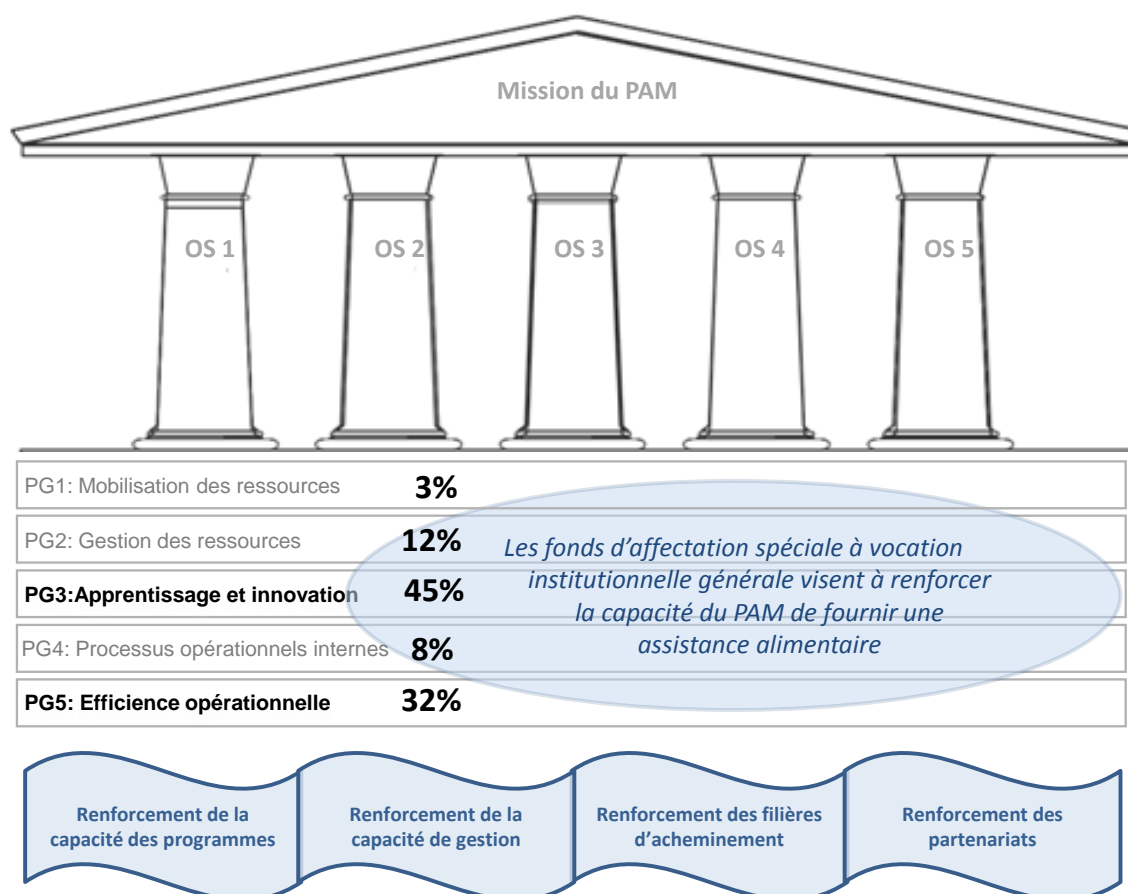 Mission du PAM
OS 1
OS 2
OS 3
OS 4
OS 5
PG1: Mobilisation des ressources 3%
PG2: Gestion des ressources 12%
PG3:Apprentissage et innovation 45%
PG4: Processus opérationnels internes 8%
PG5: Efficience opérationnelle 32%
Les fonds d’affectation spéciale à vocation
institutionnelle générale visent à renforcer
la capacité du PAM de fournir une
assistance alimentaire
Renforcement de la
capacité des programmes
Renforcement de la
capacité de gestion
Renforcement des filières
d’acheminement
Renforcement des
partenariats